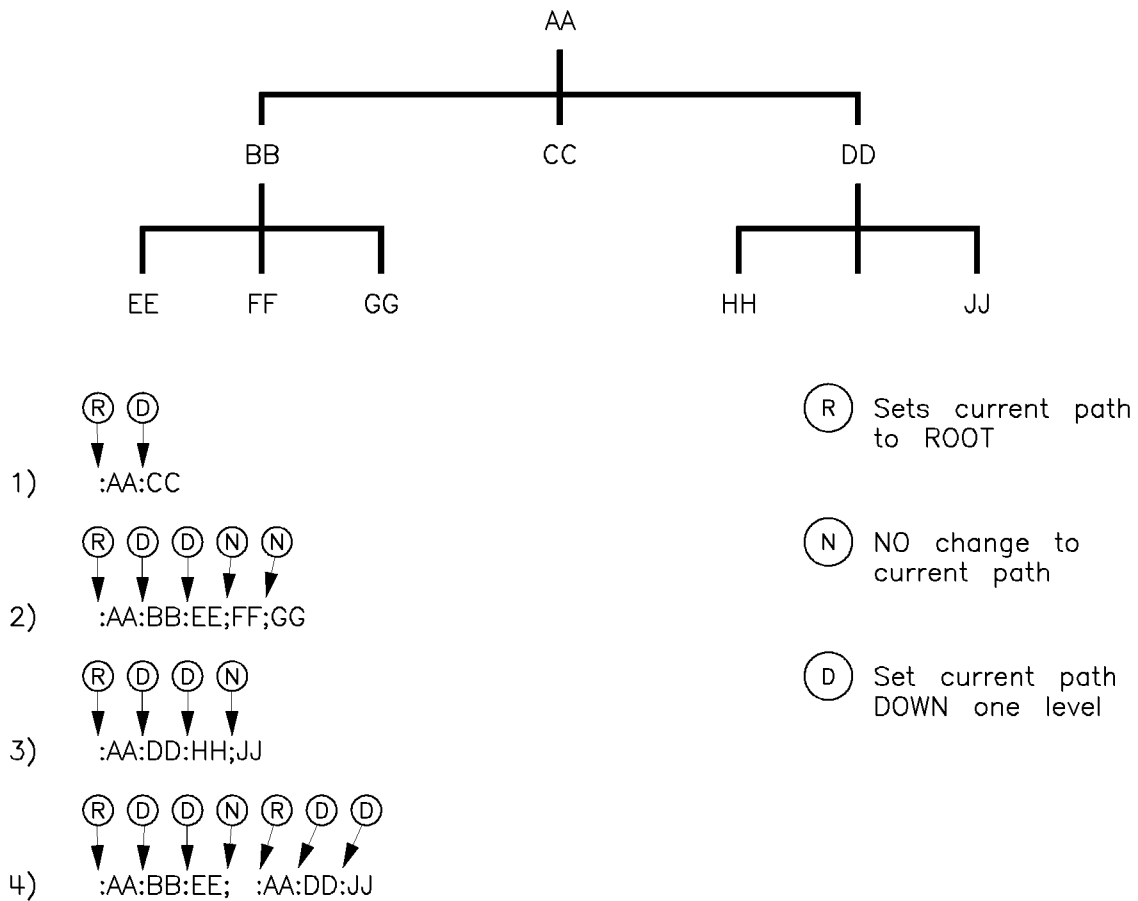 AA
BB CC DD
EE FF GG HH JJ
R D
1) :AA:CC
R D D N N
2) :AA:BB:EE;FF;GG
R D D N
3) :AA:DD:HH;JJ
R D D N R D D
4) :AA:BB:EE; :AA:DD:JJ
R Sets current path
to ROOT
N NO change to
current path
D Set current path
DOWN one level